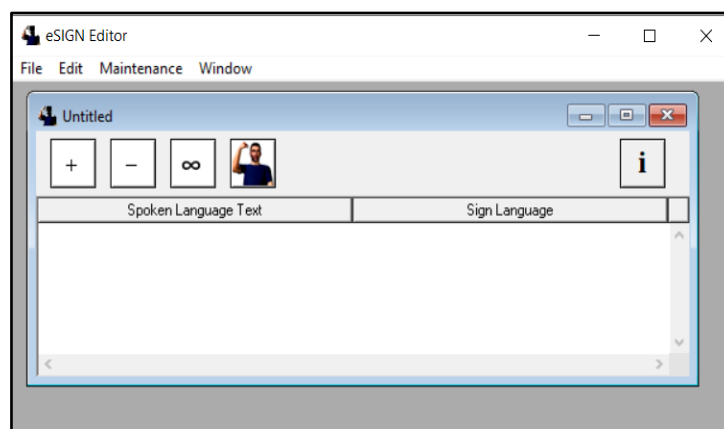 eSIGN Editor
File Edit Maintenance Window
Untitled
+ − ∞ i
Spoken Language Text Sign Language